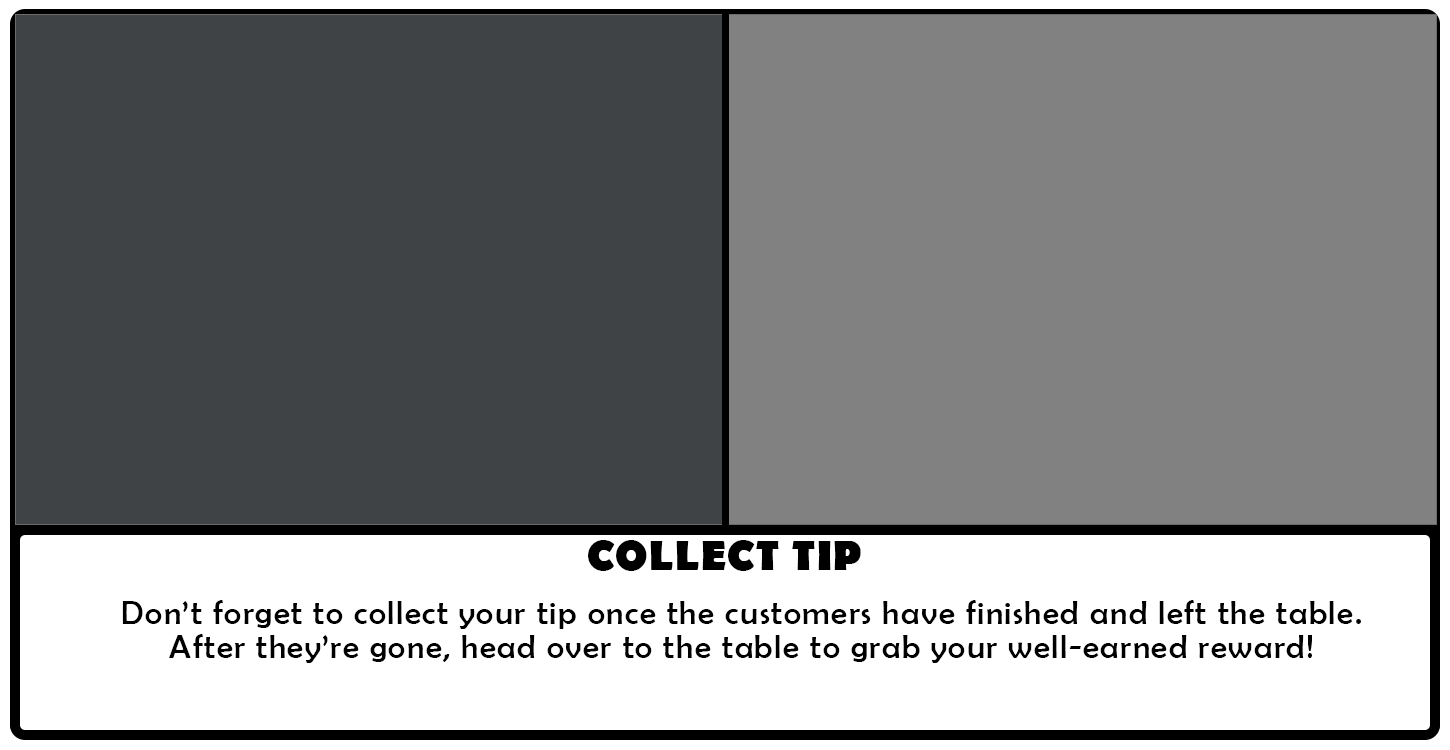 COLLECT TIP
Don’t forget to collect your tip once the customers have finished and left the table.
After they’re gone, head over to the table to grab your well-earned reward!